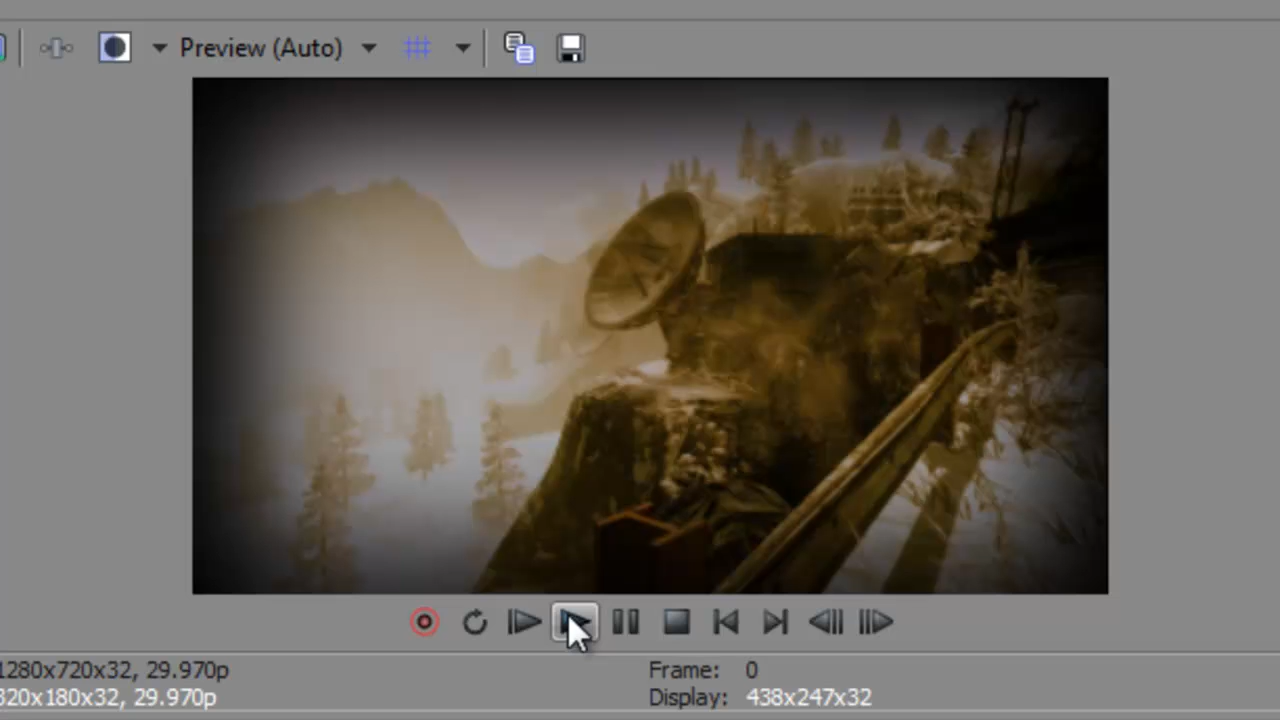 Preview (Auto)
1280x720x32, 29.970p
Frame: 0
320x180x32, 29.970p
Display: 438x247x32